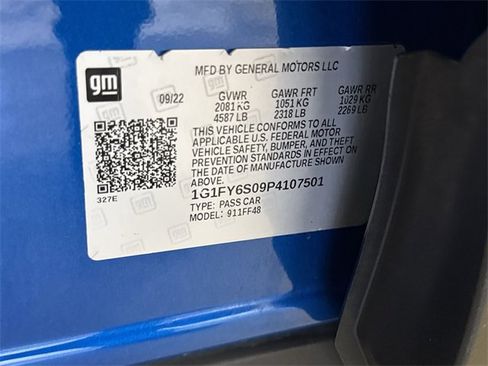 gm
MFD BY GENERAL MOTORS LLC
09/22 GVWR GAWR FRT GAWR RR
2081 KG 1051 KG 1029 KG
4587 LB 2318 LB 2269 LB
THIS VEHICLE CONFORMS TO ALL
APPLICABLE U.S. FEDERAL MOTOR
VEHICLE SAFETY, BUMPER, AND THEFT
PREVENTION STANDARDS IN EFFECT ON
THE DATE OF MANUFACTURE SHOWN
ABOVE.
327E
1G1FY6S09P4107501
TYPE: PASS CAR
MODEL: 911FF48